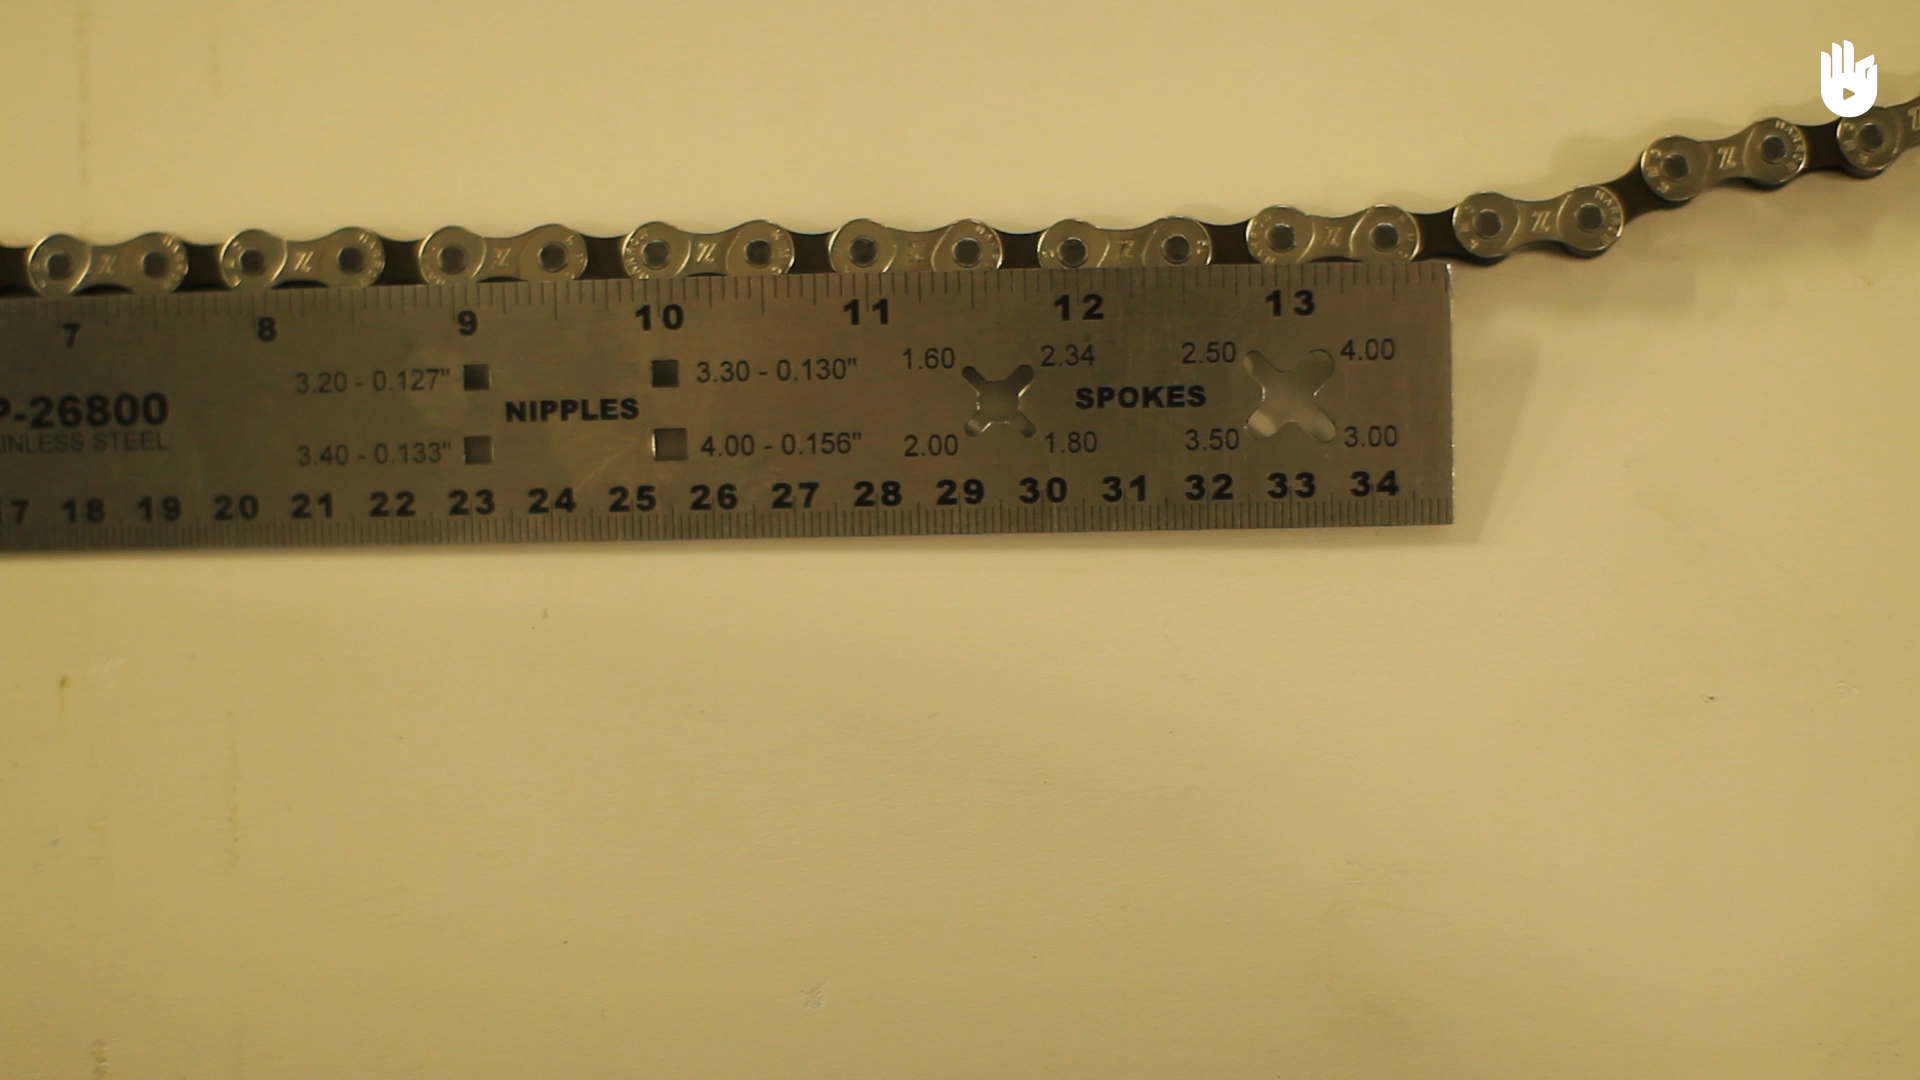 7 8 9 10 11 12 13
3.20 - 0.127" 3.30 - 0.130" 1.60 2.34 2.50 4.00
P-26800 NIPPLES SPOKES
INLESS STEEL 3.40 - 0.133" 4.00 - 0.156" 2.00 1.80 3.50 3.00
7 18 19 20 21 22 23 24 25 26 27 28 29 30 31 32 33 34